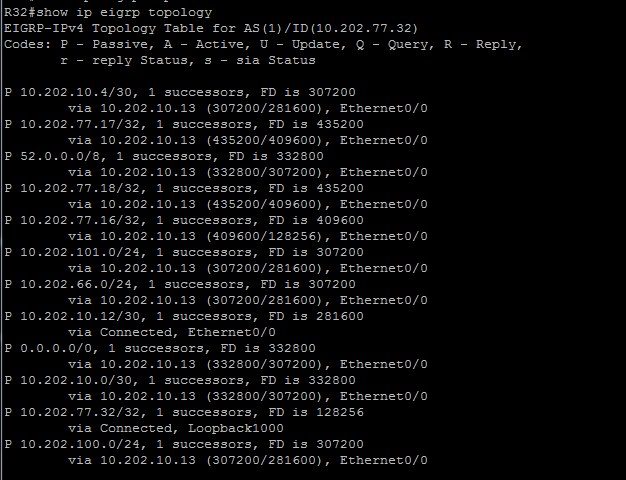 R32#show ip eigrp topology
EIGRP-IPv4 Topology Table for AS(1)/ID(10.202.77.32)
Codes: P - Passive, A - Active, U - Update, Q - Query, R - Reply,
       r - reply Status, s - sia Status

P 10.202.10.4/30, 1 successors, FD is 307200
        via 10.202.10.13 (307200/281600), Ethernet0/0
P 10.202.77.17/32, 1 successors, FD is 435200
        via 10.202.10.13 (435200/409600), Ethernet0/0
P 52.0.0.0/8, 1 successors, FD is 332800
        via 10.202.10.13 (332800/307200), Ethernet0/0
P 10.202.77.18/32, 1 successors, FD is 435200
        via 10.202.10.13 (435200/409600), Ethernet0/0
P 10.202.77.16/32, 1 successors, FD is 409600
        via 10.202.10.13 (409600/128256), Ethernet0/0
P 10.202.101.0/24, 1 successors, FD is 307200
        via 10.202.10.13 (307200/281600), Ethernet0/0
P 10.202.66.0/24, 1 successors, FD is 307200
        via 10.202.10.13 (307200/281600), Ethernet0/0
P 10.202.10.12/30, 1 successors, FD is 281600
        via Connected, Ethernet0/0
P 0.0.0.0/0, 1 successors, FD is 332800
        via 10.202.10.13 (332800/307200), Ethernet0/0
P 10.202.10.0/30, 1 successors, FD is 332800
        via 10.202.10.13 (332800/307200), Ethernet0/0
P 10.202.77.32/32, 1 successors, FD is 128256
        via Connected, Loopback1000
P 10.202.100.0/24, 1 successors, FD is 307200
        via 10.202.10.13 (307200/281600), Ethernet0/0